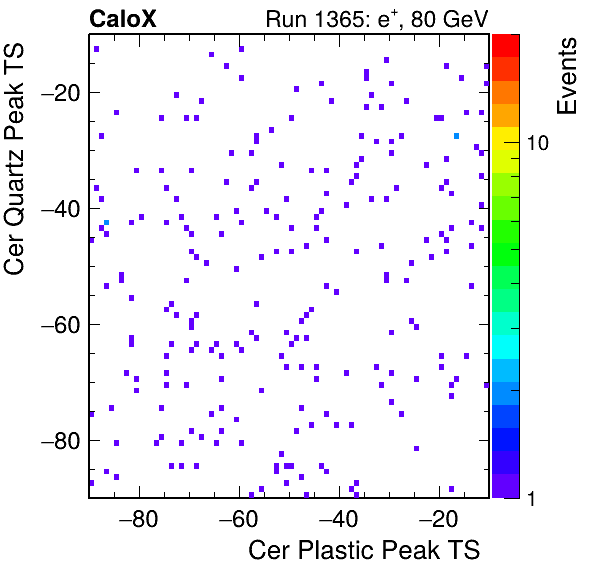 CaloX
Run 1365: e⁺, 80 GeV
Cer Quartz Peak TS
−20
−40
−60
−80
Events
10
1
−80
−60
−40
−20
Cer Plastic Peak TS